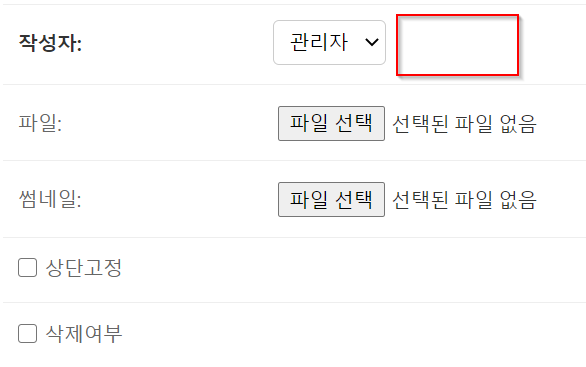 작성자: 관리자
파일: 파일 선택 선택된 파일 없음
썸네일: 파일 선택 선택된 파일 없음
상단고정
삭제여부